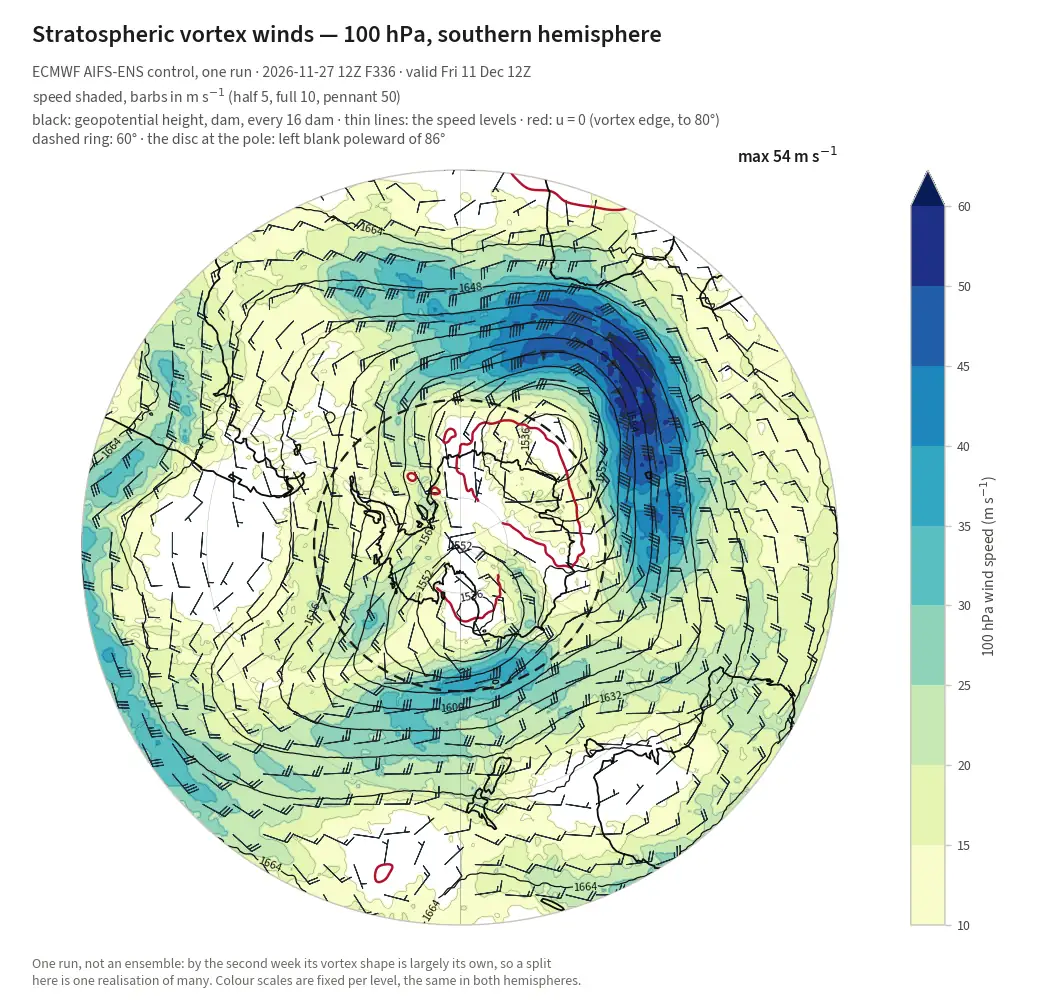 Stratospheric vortex winds — 100 hPa, southern hemisphere
ECMWF AIFS-ENS control, one run · 2026-11-27 12Z F336 · valid Fri 11 Dec 12Z
speed shaded, barbs in m s⁻¹ (half 5, full 10, pennant 50)
black: geopotential height, dam, every 16 dam · thin lines: the speed levels · red: u = 0 (vortex edge, to 80°)
dashed ring: 60° · the disc at the pole: left blank poleward of 86°
max 54 m s⁻¹
60
50
45
40
35
30
25
20
15
10
100 hPa wind speed (m s⁻¹)
1664
1648
1664
1536
1552
1552
1536
1632
1664
1664
1664
One run, not an ensemble: by the second week its vortex shape is largely its own, so a split
here is one realisation of many. Colour scales are fixed per level, the same in both hemispheres.